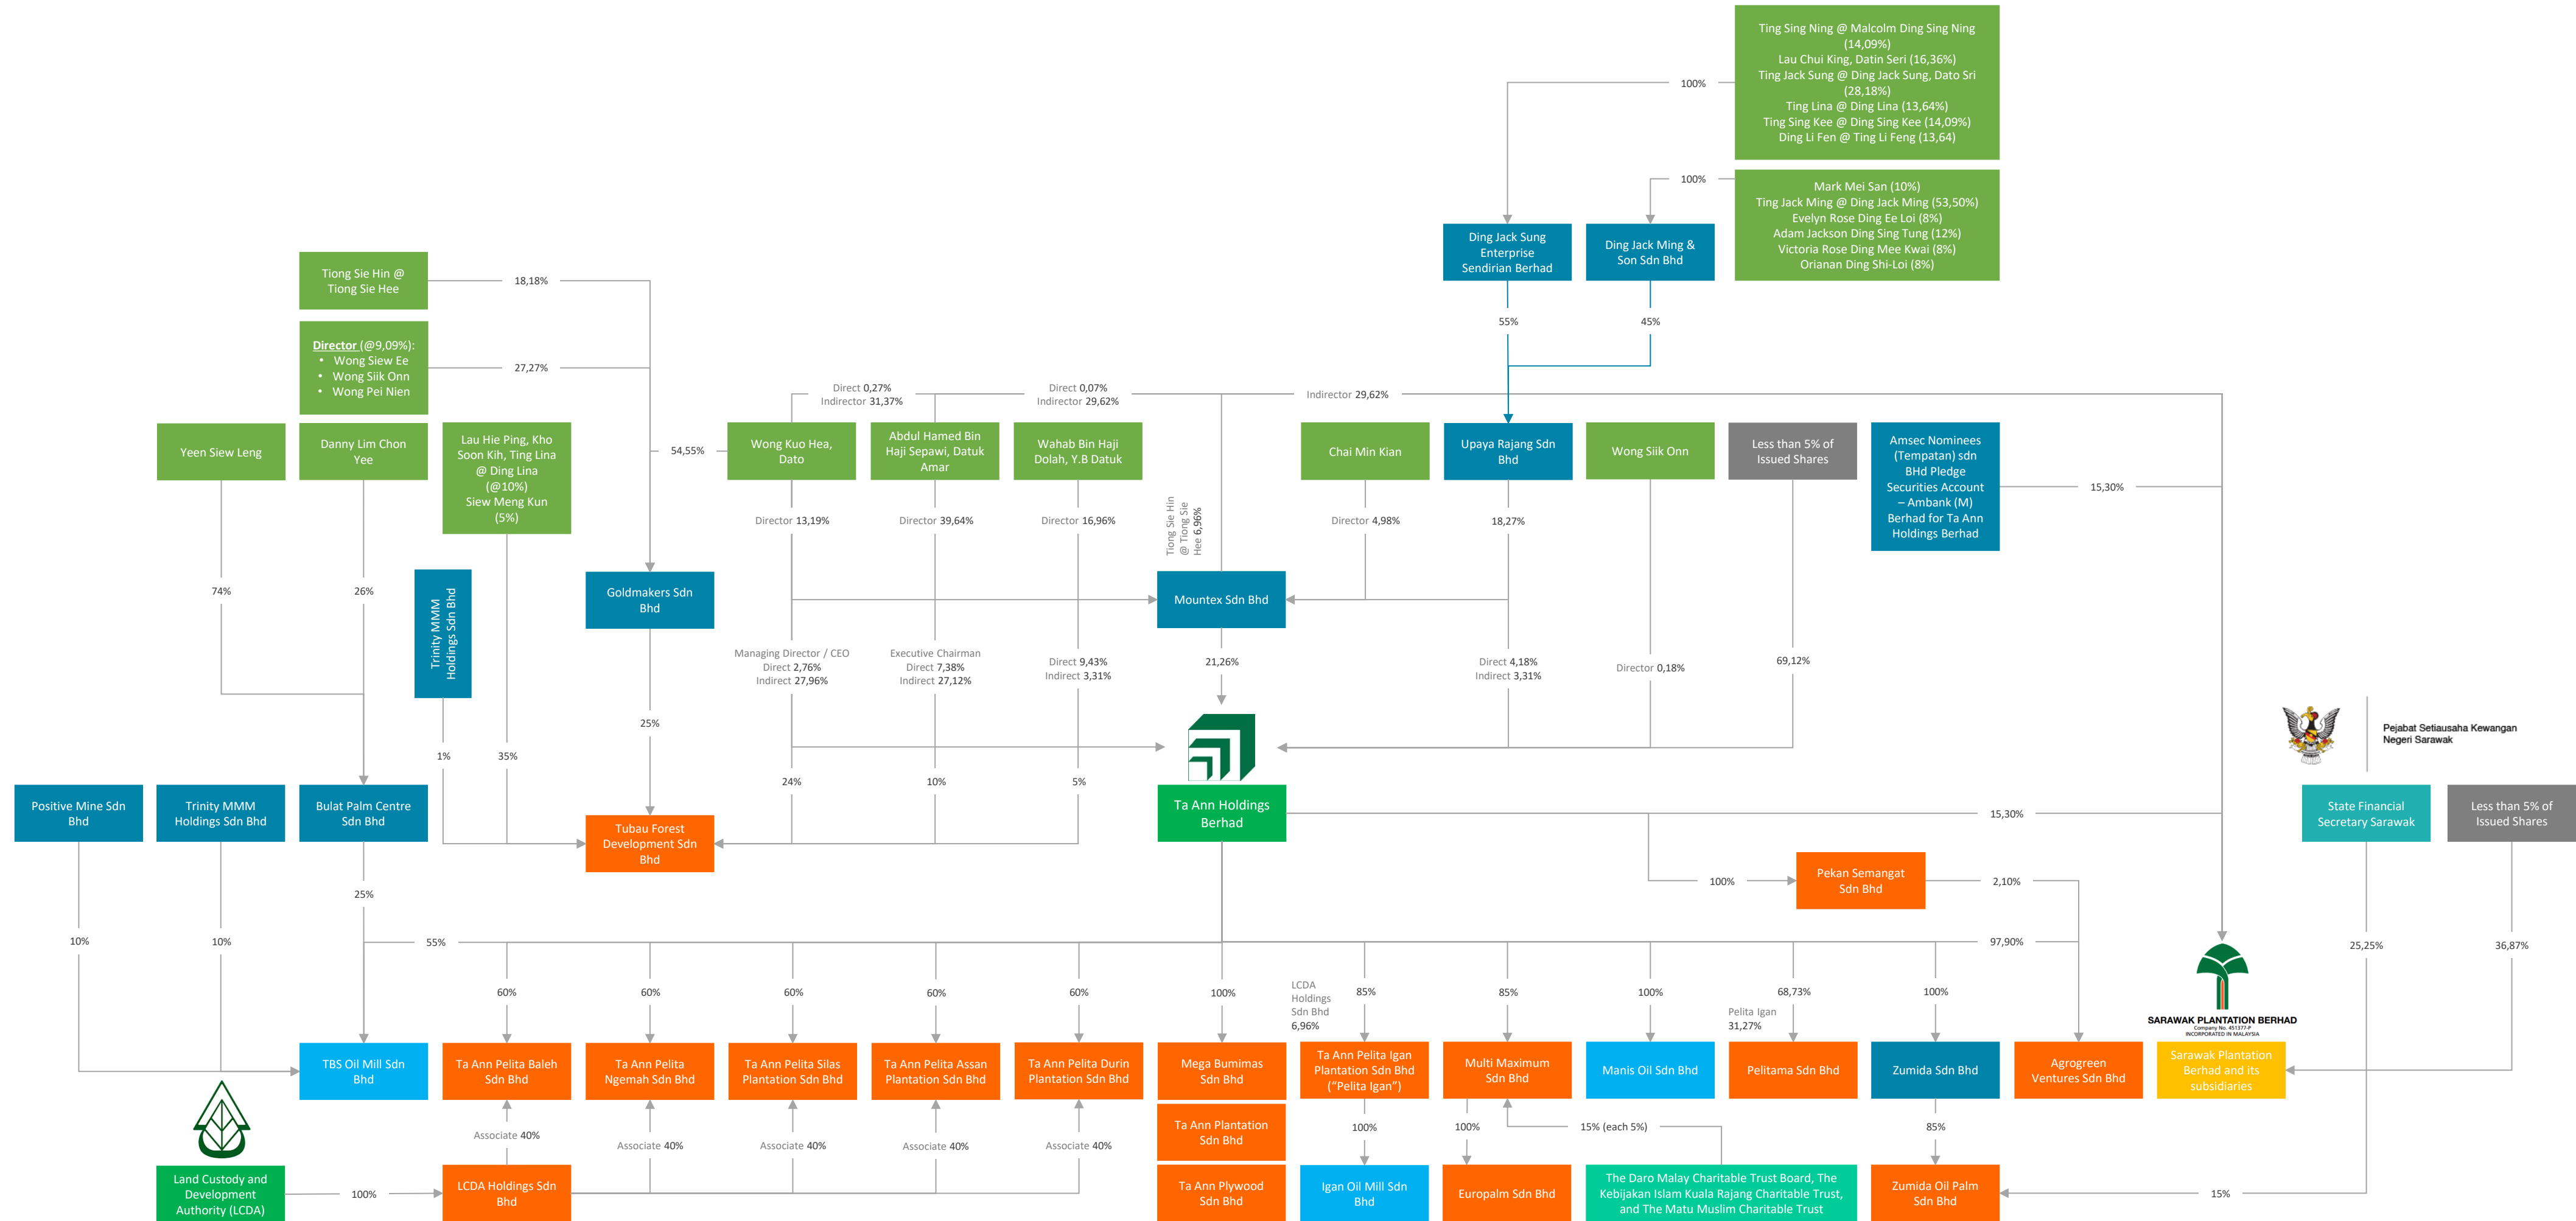 Ting Sing Ning @ Malcolm Ding Sing Ning
(14,09%)
Lau Chui King, Datin Seri (16,36%)
Ting Jack Sung @ Ding Jack Sung, Dato Sri
(28,18%)
Ting Lina @ Ding Lina (13,64%)
Ting Sing Kee @ Ding Sing Kee (14,09%)
Ding Li Fen @ Ting Li Feng (13,64)
100%
Mark Mei San (10%)
Ting Jack Ming @ Ding Jack Ming (53,50%)
Evelyn Rose Ding Ee Loi (8%)
Adam Jackson Ding Sing Tung (12%)
Victoria Rose Ding Mee Kwai (8%)
Orianan Ding Shi-Loi (8%)
100%
Ding Jack Sung
Enterprise
Sendirian Berhad
Ding Jack Ming &
Son Sdn Bhd
55%
45%
Tiong Sie Hin @
Tiong Sie Hee
18,18%
Director (@9,09%):
• Wong Siew Ee
• Wong Siik Onn
• Wong Pei Nien
27,27%
Direct 0,27%
Indirector 31,37%
Direct 0,07%
Indirector 29,62%
Indirector 29,62%
Yeen Siew Leng
Danny Lim Chon
Yee
Lau Hie Ping, Kho
Soon Kih, Ting Lina
@ Ding Lina
(@10%)
Siew Meng Kun
(5%)
54,55%
Wong Kuo Hea,
Dato
Abdul Hamed Bin
Haji Sepawi, Datuk
Amar
Wahab Bin Haji
Dolah, Y.B Datuk
Chai Min Kian
Upaya Rajang Sdn
Bhd
Wong Siik Onn
Less than 5% of
Issued Shares
Amsec Nominees
(Tempatan) sdn
BHd Pledge
Securities Account
– Ambank (M)
Berhad for Ta Ann
Holdings Berhad
15,30%
Director 13,19%
Director 39,64%
Director 16,96%
Tiong Sie Hin
@ Tiong Sie
Hee 6,96%
Director 4,98%
18,27%
74%
26%
Trinity MMM
Holdings Sdn Bhd
Goldmakers Sdn
Bhd
Mountex Sdn Bhd
Managing Director / CEO
Direct 2,76%
Indirect 27,96%
Executive Chairman
Direct 7,38%
Indirect 27,12%
Direct 9,43%
Indirect 3,31%
21,26%
Direct 4,18%
Indirect 3,31%
Director 0,18%
69,12%
25%
1%
35%
24%
10%
5%
Pejabat Setiausaha Kewangan
Negeri Sarawak
Positive Mine Sdn
Bhd
Trinity MMM
Holdings Sdn Bhd
Bulat Palm Centre
Sdn Bhd
Tubau Forest
Development Sdn
Bhd
Ta Ann Holdings
Berhad
15,30%
State Financial
Secretary Sarawak
Less than 5% of
Issued Shares
100%
Pekan Semangat
Sdn Bhd
2,10%
25%
10%
10%
55%
97,90%
25,25%
36,87%
60%
60%
60%
60%
60%
100%
LCDA
Holdings
Sdn Bhd
6,96%
85%
85%
100%
68,73%
Pelita Igan
31,27%
100%
SARAWAK PLANTATION BERHAD
Company No. 451377-P
INCORPORATED IN MALAYSIA
TBS Oil Mill Sdn
Bhd
Ta Ann Pelita Baleh
Sdn Bhd
Ta Ann Pelita
Ngemah Sdn Bhd
Ta Ann Pelita Silas
Plantation Sdn Bhd
Ta Ann Pelita Assan
Plantation Sdn Bhd
Ta Ann Pelita Durin
Plantation Sdn Bhd
Mega Bumimas
Sdn Bhd
Ta Ann Pelita Igan
Plantation Sdn Bhd
(“Pelita Igan”)
Multi Maximum
Sdn Bhd
Manis Oil Sdn Bhd
Pelitama Sdn Bhd
Zumida Sdn Bhd
Agrogreen
Ventures Sdn Bhd
Sarawak Plantation
Berhad and its
subsidiaries
Associate 40%
Associate 40%
Associate 40%
Associate 40%
Associate 40%
Ta Ann Plantation
Sdn Bhd
100%
100%
15% (each 5%)
85%
Land Custody and
Development
Authority (LCDA)
100%
LCDA Holdings Sdn
Bhd
Ta Ann Plywood
Sdn Bhd
Igan Oil Mill Sdn
Bhd
Europalm Sdn Bhd
The Daro Malay Charitable Trust Board, The
Kebijakan Islam Kuala Rajang Charitable Trust,
and The Matu Muslim Charitable Trust
Zumida Oil Palm
Sdn Bhd
15%